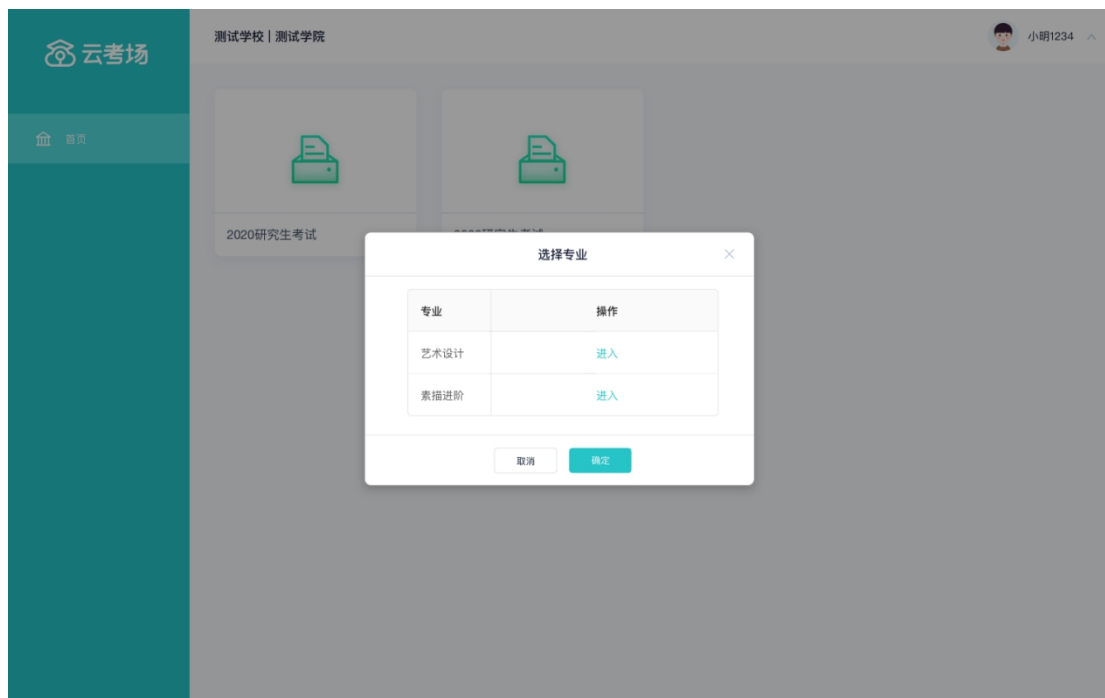 云考场
测试学校 | 测试学院
小明1234
首页
2020研究生考试
选择专业
专业 操作
艺术设计 进入
素描进阶 进入
取消 确定